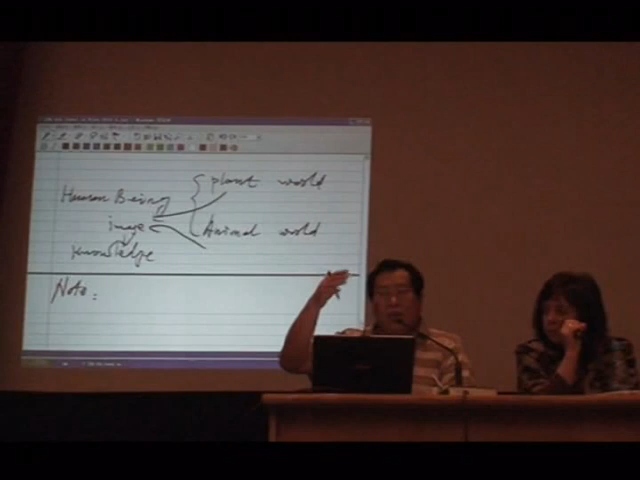 plant world
Human Being
image
Animal world
Knowledge
Note: